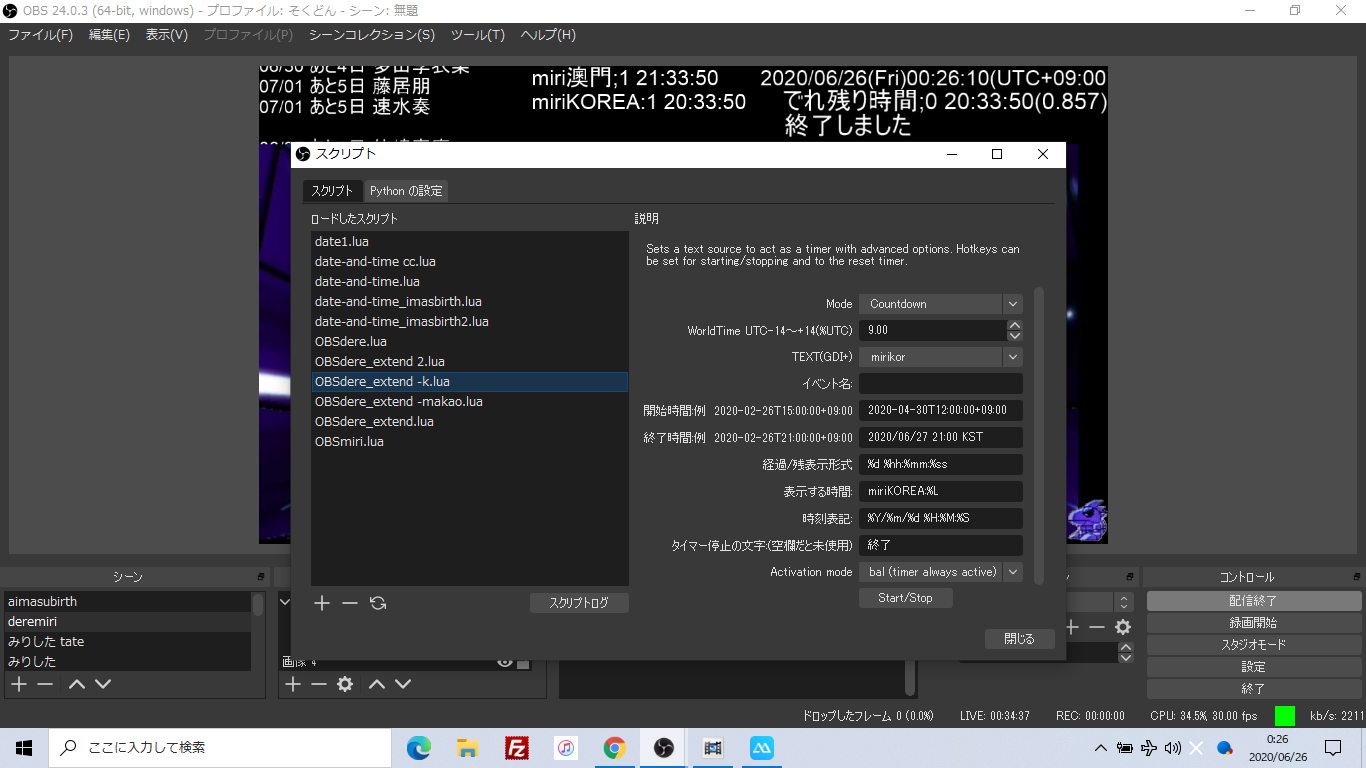 OBS 24.0.3 (64-bit, windows) - プロファイル: そくどん - シーン: 無題
ファイル(F) 編集(E) 表示(V) プロファイル(P) シーンコレクション(S) ツール(T) ヘルプ(H)
07/01 あと5日 藤居朋
07/01 あと5日 速水奏
miri澳門;1 21:33:50
miriKOREA:1 20:33:50
2020/06/26(Fri)00:26:10(UTC+09:00
でれ残り時間;0 20:33:50(0.857)
終了しました
スクリプト
スクリプト Python の設定
ロードしたスクリプト
date1.lua
date-and-time cc.lua
date-and-time.lua
date-and-time_imasbirth.lua
date-and-time_imasbirth2.lua
OBSdere.lua
OBSdere_extend 2.lua
OBSdere_extend -k.lua
OBSdere_extend -makao.lua
OBSdere_extend.lua
OBSmiri.lua
スクリプトログ
説明
Sets a text source to act as a timer with advanced options. Hotkeys can
be set for starting/stopping and to the reset timer.
Mode Countdown
WorldTime UTC-14～+14(%UTC) 9.00
TEXT(GDI+) mirikor
イベント名:
開始時間:例 2020-02-26T15:00:00+09:00 2020-04-30T12:00:00+09:00
終了時間:例 2020-02-26T21:00:00+09:00 2020/06/27 21:00 KST
経過/残表示形式 %d %hh:%mm:%ss
表示する時間: miriKOREA:%L
時刻表記: %Y/%m/%d %H:%M:%S
タイマー停止の文字:(空欄だと未使用) 終了
Activation mode bal (timer always active)
Start/Stop
閉じる
シーン
aimasubirth
deremiri
みりした tate
みりした
画像 4
コントロール
配信終了
録画開始
スタジオモード
設定
終了
ドロップしたフレーム 0 (0.0%) LIVE: 00:34:37 REC: 00:00:00 CPU: 34.5%, 30.00 fps kb/s: 2211
ここに入力して検索
0:26
2020/06/26